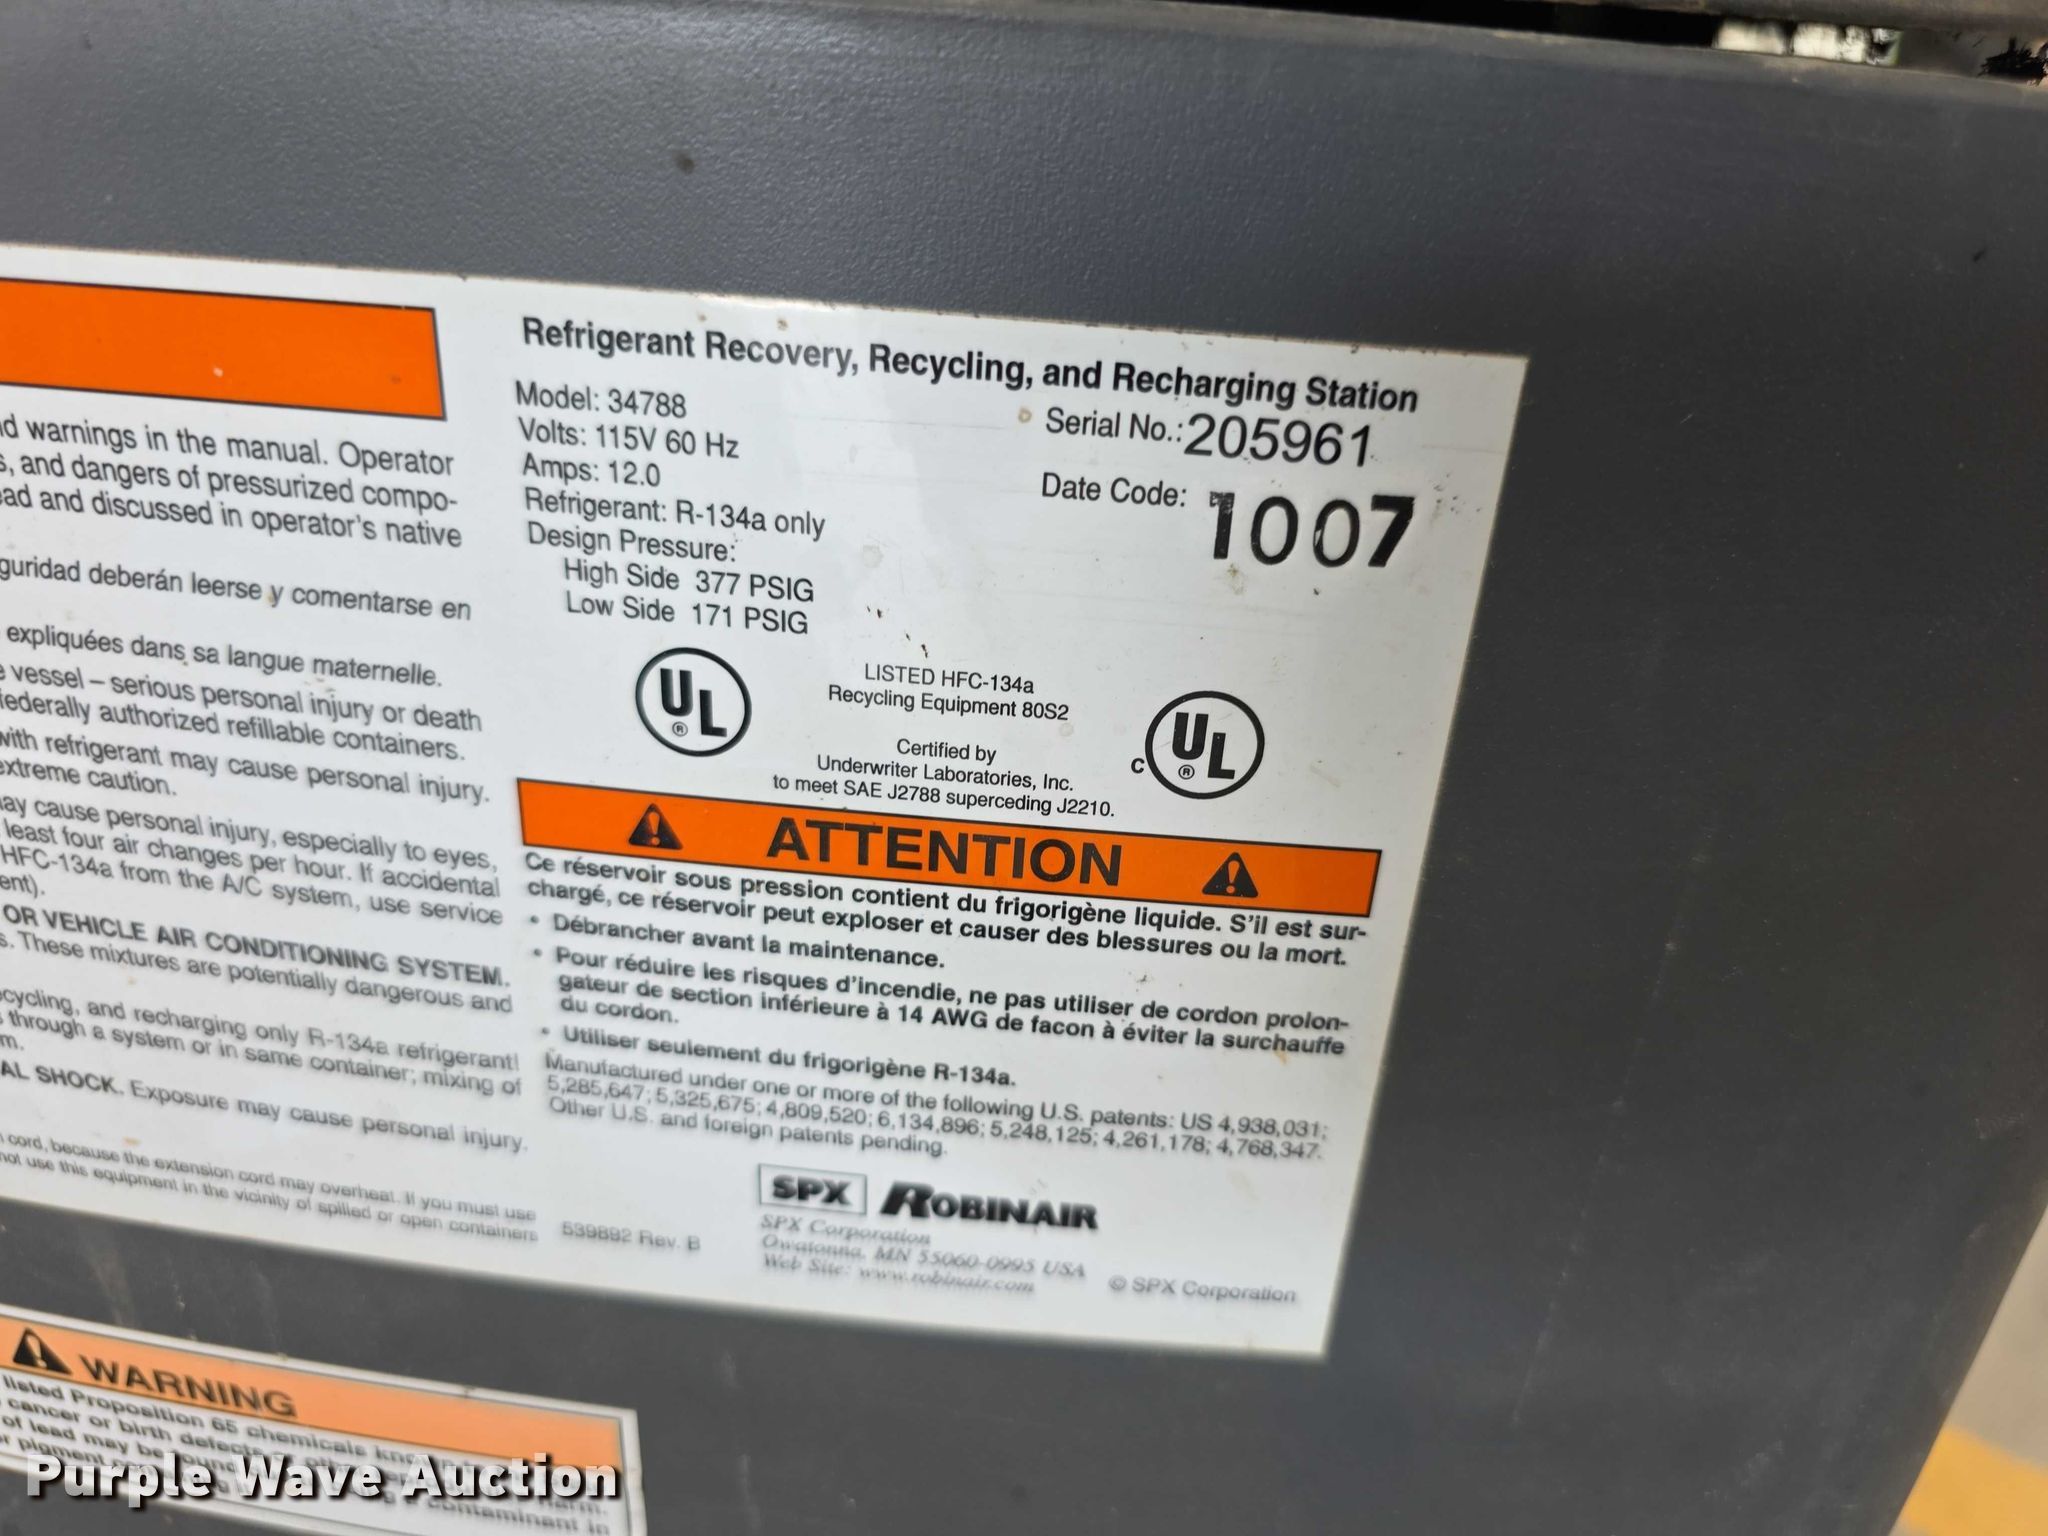 d warnings in the manual. Operator
s, and dangers of pressurized compo-
ead and discussed in operator's native
guridad deberán leerse y comentarse en
expliquées dans sa langue maternelle.
e vessel – serious personal injury or death
federally authorized refillable containers.
with refrigerant may cause personal injury.
extreme caution.
ay cause personal injury, especially to eyes,
least four air changes per hour. If accidental
HFC-134a from the A/C system, use service
ent).
OR VEHICLE AIR CONDITIONING SYSTEM.
s. These mixtures are potentially dangerous and
ecycling, and recharging only R-134a refrigerant!
through a system or in same container; mixing of
m.
AL SHOCK. Exposure may cause personal injury.
cord, because the extension cord may overheat. If you must use
not use this equipment in the vicinity of spilled or open containers
539892 Rev. B
Refrigerant Recovery, Recycling, and Recharging Station
Model: 34788
Serial No.: 205961
Volts: 115V 60 Hz
Amps: 12.0
Date Code: 1007
Refrigerant: R-134a only
Design Pressure:
High Side 377 PSIG
Low Side 171 PSIG
UL
®
LISTED HFC-134a
Recycling Equipment 80S2
Certified by
Underwriter Laboratories, Inc.
to meet SAE J2788 superceding J2210.
C UL
®
ATTENTION
Ce réservoir sous pression contient du frigorigène liquide. S'il est sur-
chargé, ce réservoir peut exploser et causer des blessures ou la mort.
• Débrancher avant la maintenance.
• Pour réduire les risques d'incendie, ne pas utiliser de cordon prolon-
gateur de section inférieure à 14 AWG de facon à éviter la surchauffe
du cordon.
• Utiliser seulement du frigorigène R-134a.
Manufactured under one or more of the following U.S. patents: US 4,938,031;
5,285,647; 5,325,675; 4,809,520; 6,134,896; 5,248,125; 4,261,178; 4,768,347.
Other U.S. and foreign patents pending.
SPX ROBINAIR
SPX Corporation
Owatonna, MN 55060-0995 USA
Web Site: www.robinair.com
© SPX Corporation
WARNING
listed Proposition 65 chemicals
cancer or birth defects
of lead may be
contaminant in
Purple Wave Auction